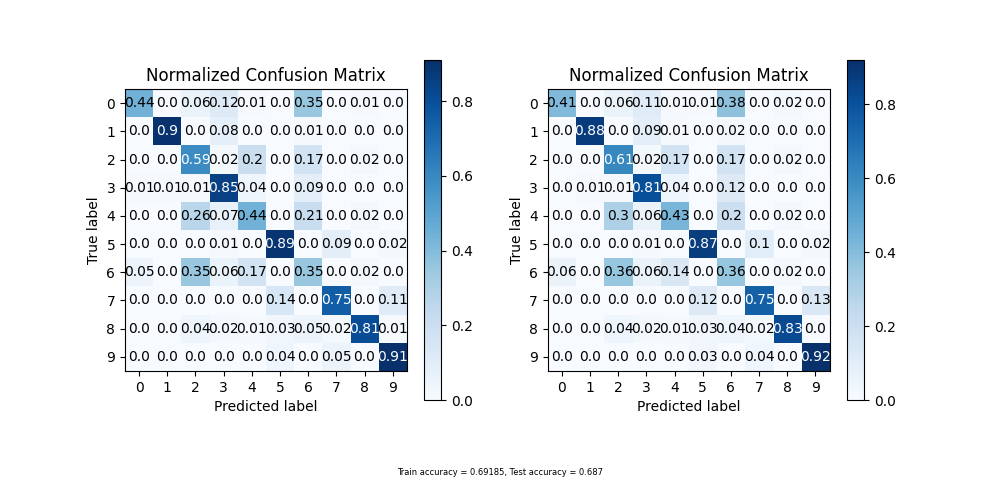 Normalized Confusion Matrix
0 0.44 0.0 0.06 0.12 0.01 0.0 0.35 0.0 0.01 0.0
1 0.0 0.9 0.0 0.08 0.0 0.0 0.01 0.0 0.0 0.0
2 0.0 0.0 0.59 0.02 0.2 0.0 0.17 0.0 0.02 0.0
3 0.01 0.01 0.01 0.85 0.04 0.0 0.09 0.0 0.0 0.0
4 0.0 0.0 0.26 0.07 0.44 0.0 0.21 0.0 0.02 0.0
5 0.0 0.0 0.0 0.01 0.0 0.89 0.0 0.09 0.0 0.02
6 0.05 0.0 0.35 0.06 0.17 0.0 0.35 0.0 0.02 0.0
7 0.0 0.0 0.0 0.0 0.0 0.14 0.0 0.75 0.0 0.11
8 0.0 0.0 0.04 0.02 0.01 0.03 0.05 0.02 0.81 0.01
9 0.0 0.0 0.0 0.0 0.0 0.04 0.0 0.05 0.0 0.91
0 1 2 3 4 5 6 7 8 9
True label
Predicted label
0.8
0.6
0.4
0.2
0.0
Normalized Confusion Matrix
0 0.41 0.0 0.06 0.11 0.01 0.01 0.38 0.0 0.02 0.0
1 0.0 0.88 0.0 0.09 0.01 0.0 0.02 0.0 0.0 0.0
2 0.0 0.0 0.61 0.02 0.17 0.0 0.17 0.0 0.02 0.0
3 0.0 0.01 0.01 0.81 0.04 0.0 0.12 0.0 0.0 0.0
4 0.0 0.0 0.3 0.06 0.43 0.0 0.2 0.0 0.02 0.0
5 0.0 0.0 0.0 0.01 0.0 0.87 0.0 0.1 0.0 0.02
6 0.06 0.0 0.36 0.06 0.14 0.0 0.36 0.0 0.02 0.0
7 0.0 0.0 0.0 0.0 0.0 0.12 0.0 0.75 0.0 0.13
8 0.0 0.0 0.04 0.02 0.01 0.03 0.04 0.02 0.83 0.0
9 0.0 0.0 0.0 0.0 0.0 0.03 0.0 0.04 0.0 0.92
0 1 2 3 4 5 6 7 8 9
True label
Predicted label
0.8
0.6
0.4
0.2
0.0
Train accuracy = 0.69185, Test accuracy = 0.687